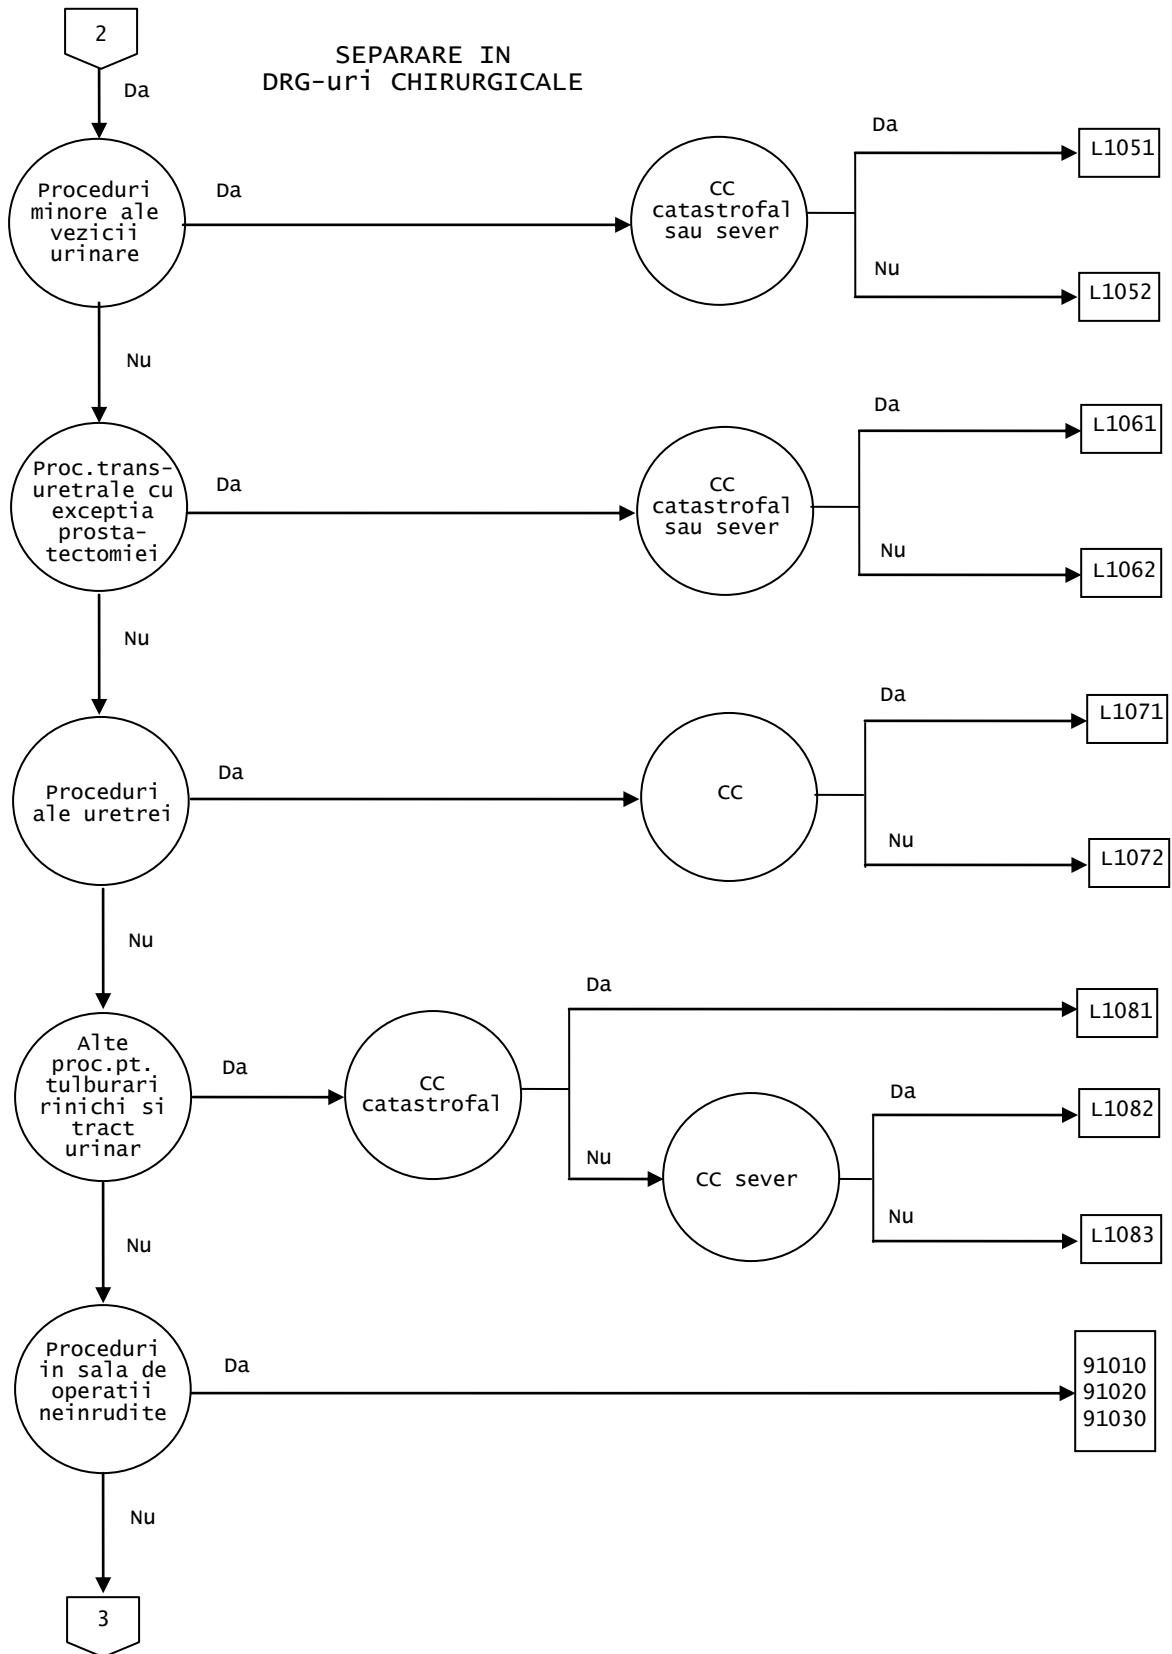 2
SEPARARE IN
DRG-uri CHIRURGICALE
Da
Proceduri
minore ale
vezicii
urinare
Da
CC
catastrofal
sau sever
Da
L1051
Nu
L1052
Nu
Proc.trans-
uretrale cu
exceptia
prosta-
tectomiei
Da
CC
catastrofal
sau sever
Da
L1061
Nu
L1062
Nu
Proceduri
ale uretrei
Da
CC
Da
L1071
Nu
L1072
Nu
Alte
proc.pt.
tulburari
rinichi si
tract
urinar
Da
CC
catastrofal
Da
L1081
Nu
CC sever
Da
L1082
Nu
L1083
Nu
Proceduri
in sala de
operatii
neinrudite
Da
91010
91020
91030
Nu
3